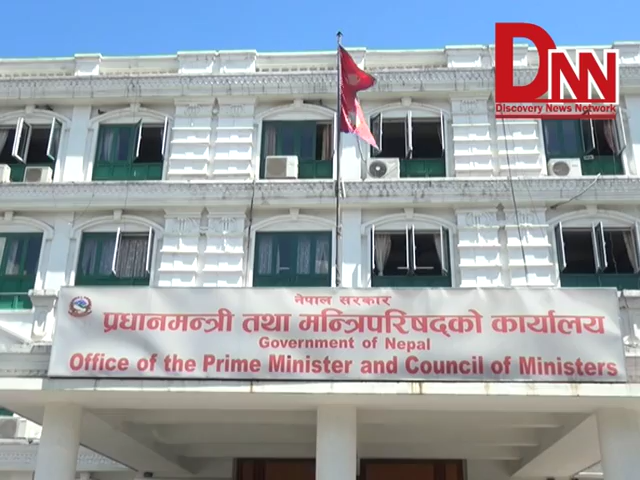 DNN
Discovery News Network
नेपाल सरकार
प्रधानमन्त्री तथा मन्त्रिपरिषद्को कार्यालय
Government of Nepal
Office of the Prime Minister and Council of Ministers